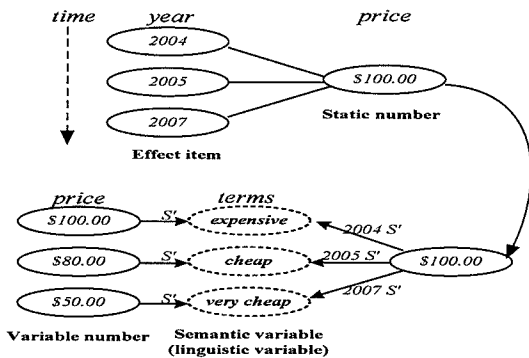 time year price
2004
2005 $100.00
2007 Static number
Effect item
price terms
$100.00 S' expensive 2004 S'
$80.00 S' cheap 2005 S' $100.00
$50.00 S' very cheap 2007 S'
Variable number Semantic variable
(linguistic variable)